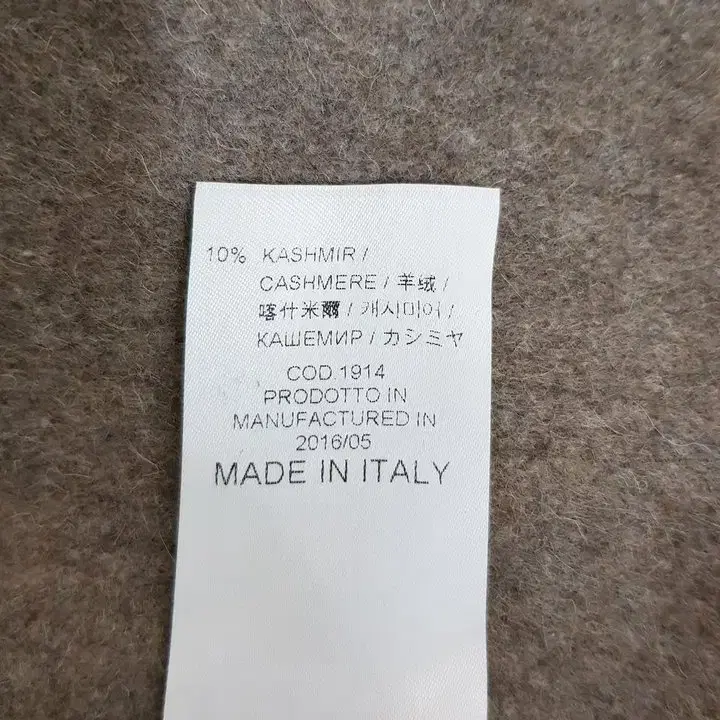 10% KASHMIR /
CASHMERE / 羊绒 /
喀什米爾 / 캐시미어 /
КАШЕМИР / カシミヤ
COD.1914
PRODOTTO IN
MANUFACTURED IN
2016/05
MADE IN ITALY